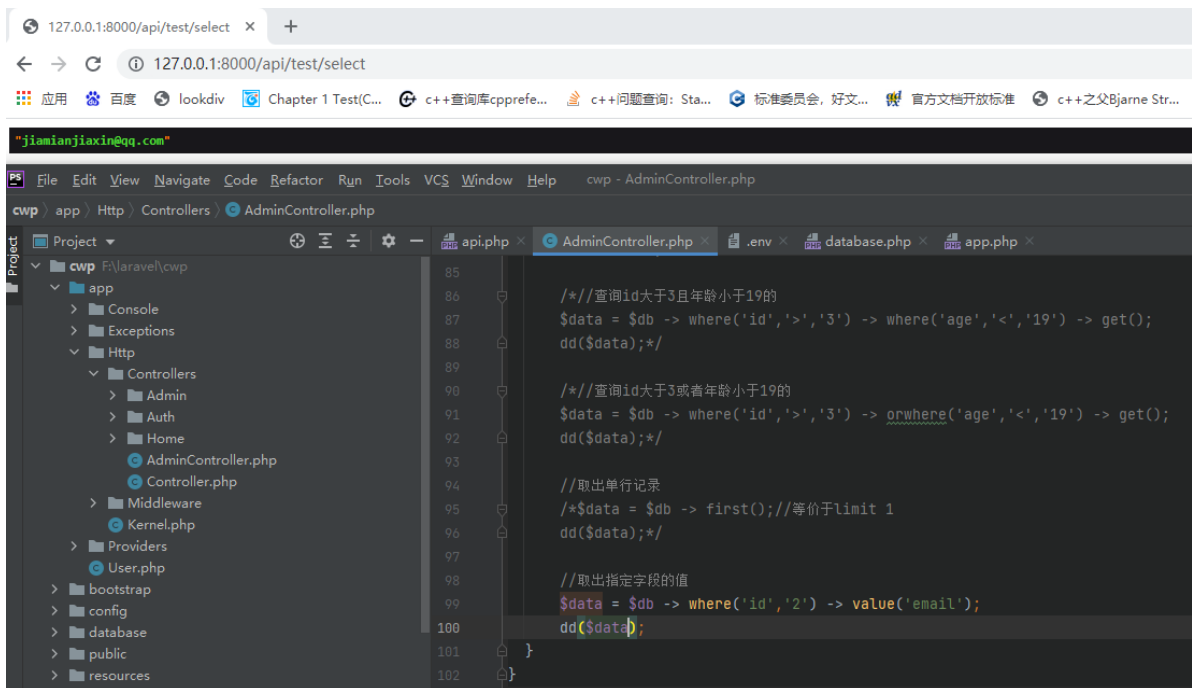 127.0.0.1:8000/api/test/select
127.0.0.1:8000/api/test/select
应用 百度 lookdiv Chapter 1 Test(C... c++查询库cpprefe... c++问题查询：Sta... 标准委员会，好文... 官方文档开放标准 c++之父Bjarne Str...
"jiamianjiaxin@qq.com"
PS File Edit View Navigate Code Refactor Run Tools VCS Window Help cwp - AdminController.php
cwp 〉 app 〉 Http 〉 Controllers 〉 AdminController.php
Project
Project api.php AdminController.php .env database.php app.php
cwp F:\laravel\cwp
app
Console
Exceptions
Http
Controllers
Admin
Auth
Home
AdminController.php
Controller.php
Middleware
Kernel.php
Providers
User.php
bootstrap
config
database
public
resources
85
86 /*//查询id大于3且年龄小于19的
87 $data = $db -> where('id','>','3') -> where('age','<','19') -> get();
88 dd($data);*/
89
90 /*//查询id大于3或者年龄小于19的
91 $data = $db -> where('id','>','3') -> orwhere('age','<','19') -> get();
92 dd($data);*/
93
94 //取出单行记录
95 /*$data = $db -> first();//等价于limit 1
96 dd($data);*/
97
98 //取出指定字段的值
99 $data = $db -> where('id','2') -> value('email');
100 dd($data);
101 }
102 }